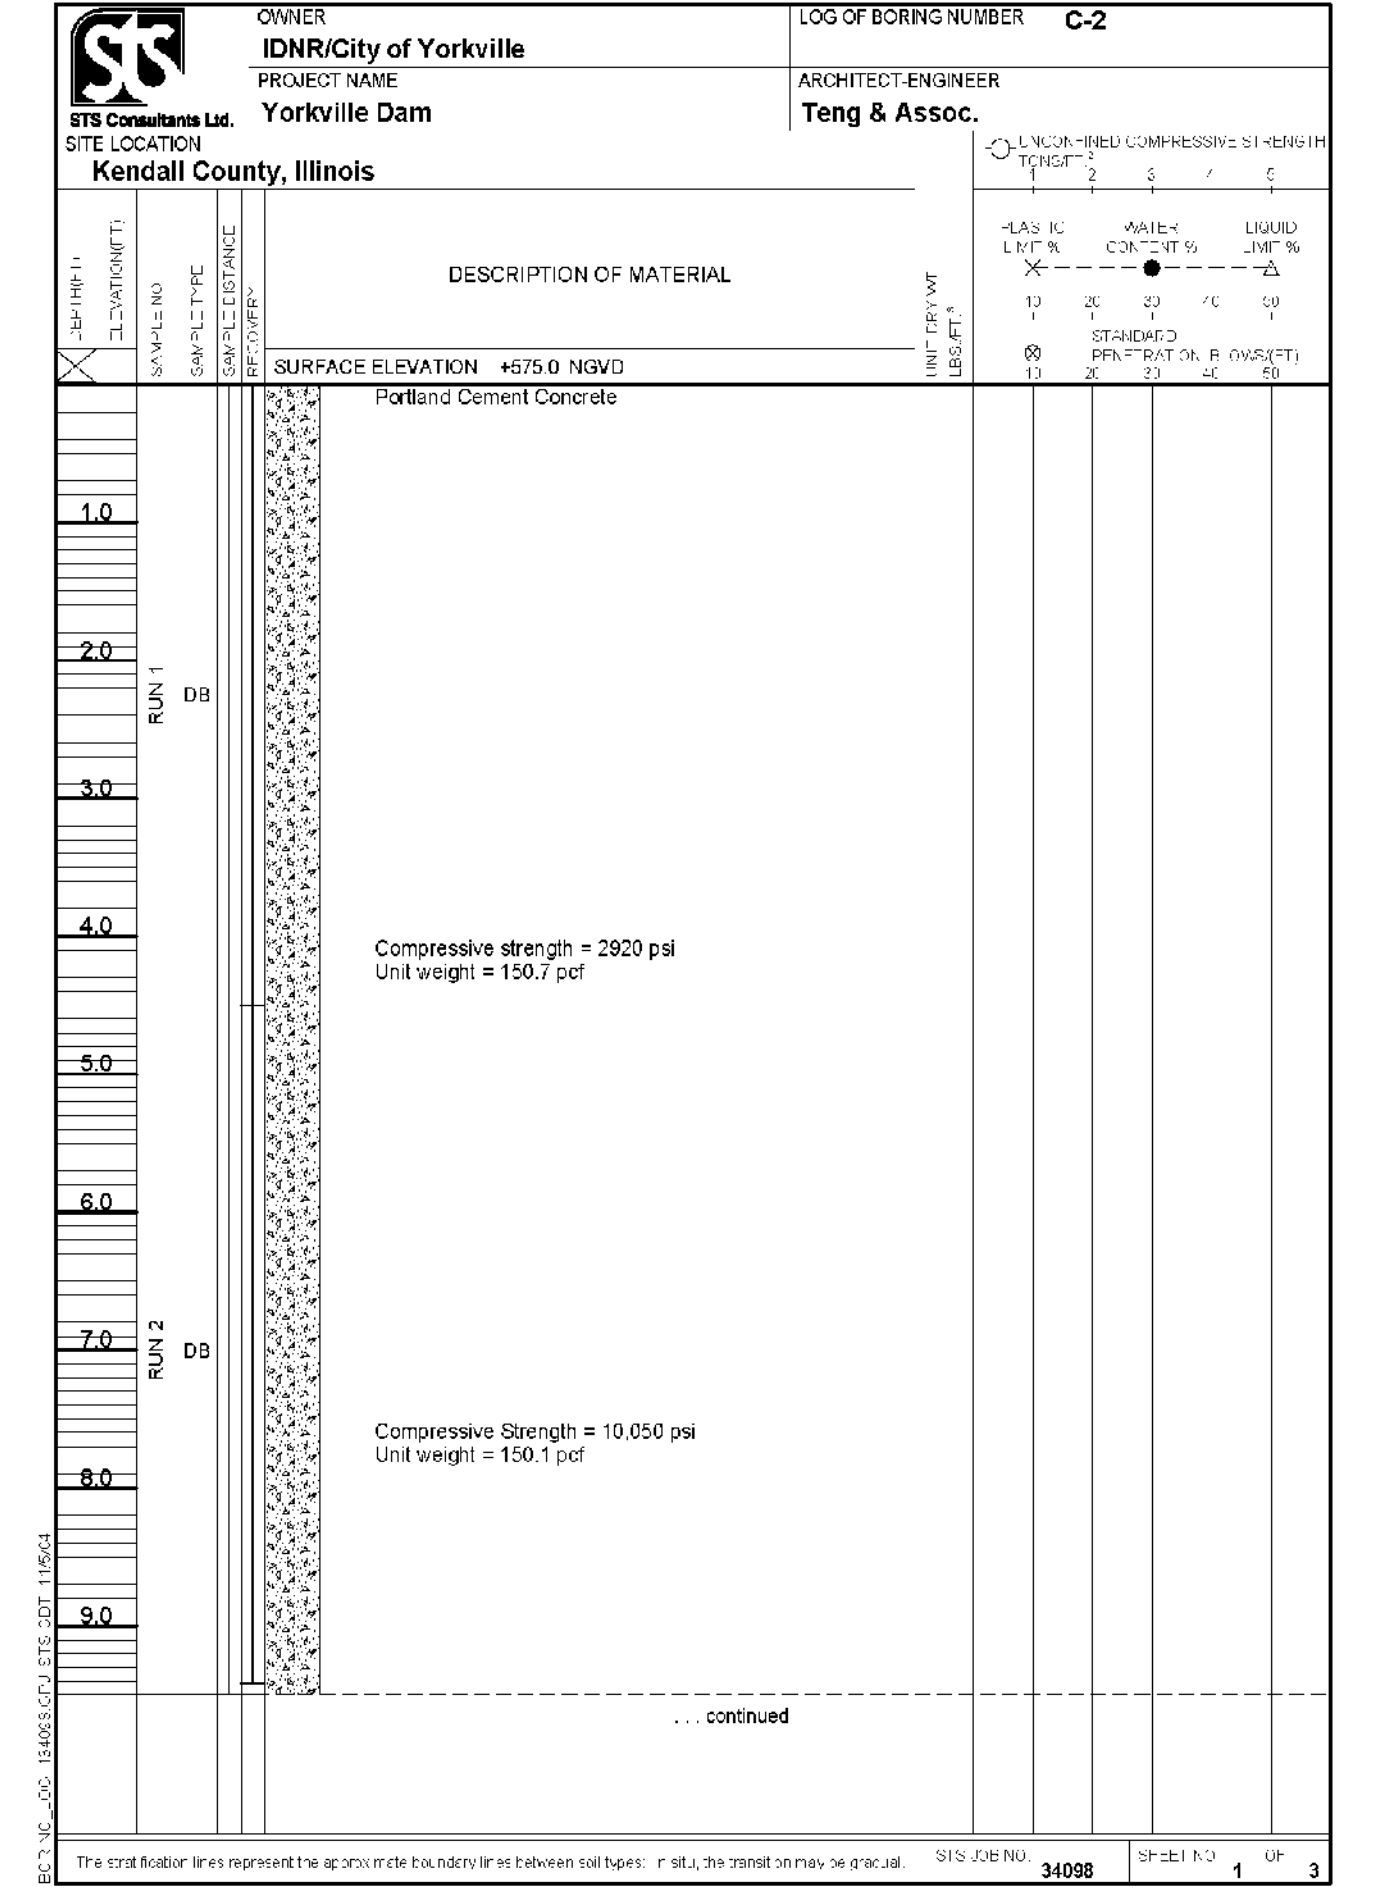 OWNER
IDNR/City of Yorkville
LOG OF BORING NUMBER C-2
STS
STS Consultants Ltd.
PROJECT NAME
Yorkville Dam
ARCHITECT-ENGINEER
Teng & Assoc.
SITE LOCATION
Kendall County, Illinois
UNCONFINED COMPRESSIVE STRENGTH
TONS/FT.2
1 2 3 4 5
DEPTH(FT)
ELEVATION(FT)
SAMPLE NO
SAMPLE TYPE
SAMPLE DISTANCE
RECOVERY
DESCRIPTION OF MATERIAL
SURFACE ELEVATION +575.0 NGVD
UNIT DRY WT
LBS./FT.3
PLASTIC WATER LIQUID
LIMIT % CONTENT % LIMIT %
10 20 30 40 50
STANDARD
PENETRATION BLOWS/(FT)
10 20 30 40 50
Portland Cement Concrete
1.0
2.0
RUN 1
DB
3.0
4.0
Compressive strength = 2920 psi
Unit weight = 150.7 pcf
5.0
6.0
7.0
RUN 2
DB
Compressive Strength = 10,050 psi
Unit weight = 150.1 pcf
8.0
9.0
. . . continued
The stratification lines represent the approximate boundary lines between soil types: in situ, the transition may be gradual.
STS JOB NO. 34098
SHEET NO. 1 OF 3